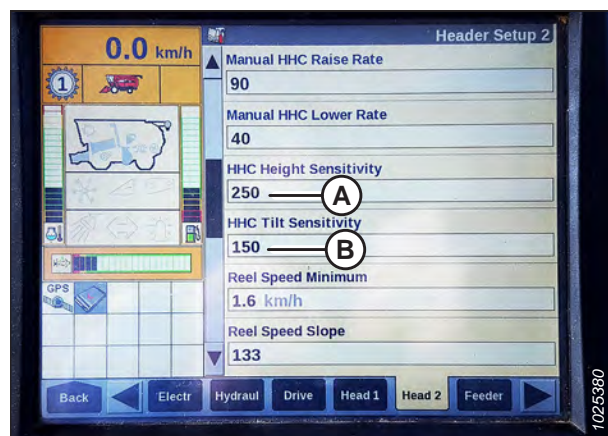 0.0 km/h
Header Setup 2
1
Manual HHC Raise Rate
90
Manual HHC Lower Rate
40
HHC Height Sensitivity
250
A
HHC Tilt Sensitivity
150
B
Reel Speed Minimum
1.6 km/h
GPS
Reel Speed Slope
133
Back
Electr
Hydraul
Drive
Head 1
Head 2
Feeder
1025380